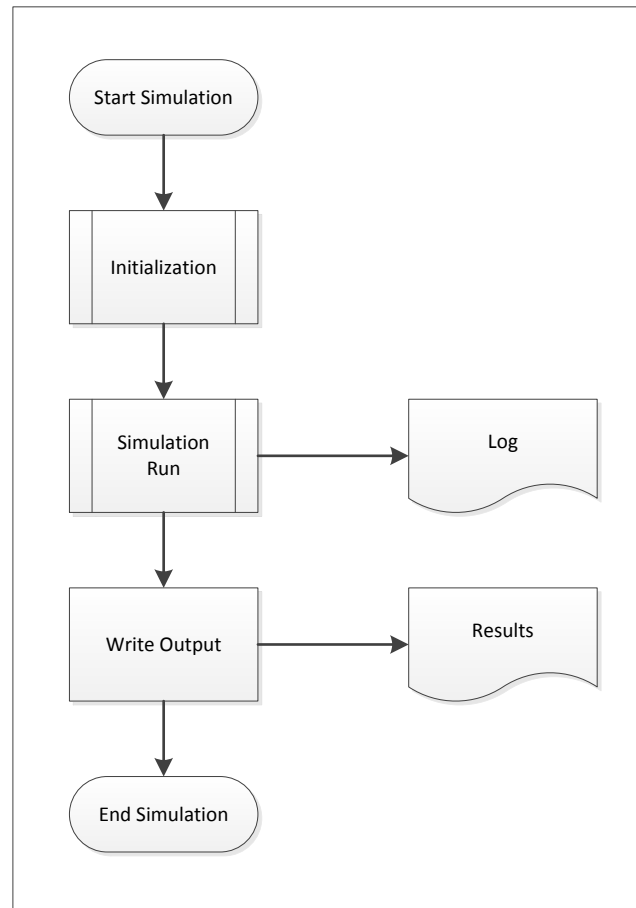 Start Simulation
Initialization
Simulation
Run
Log
Write Output
Results
End Simulation